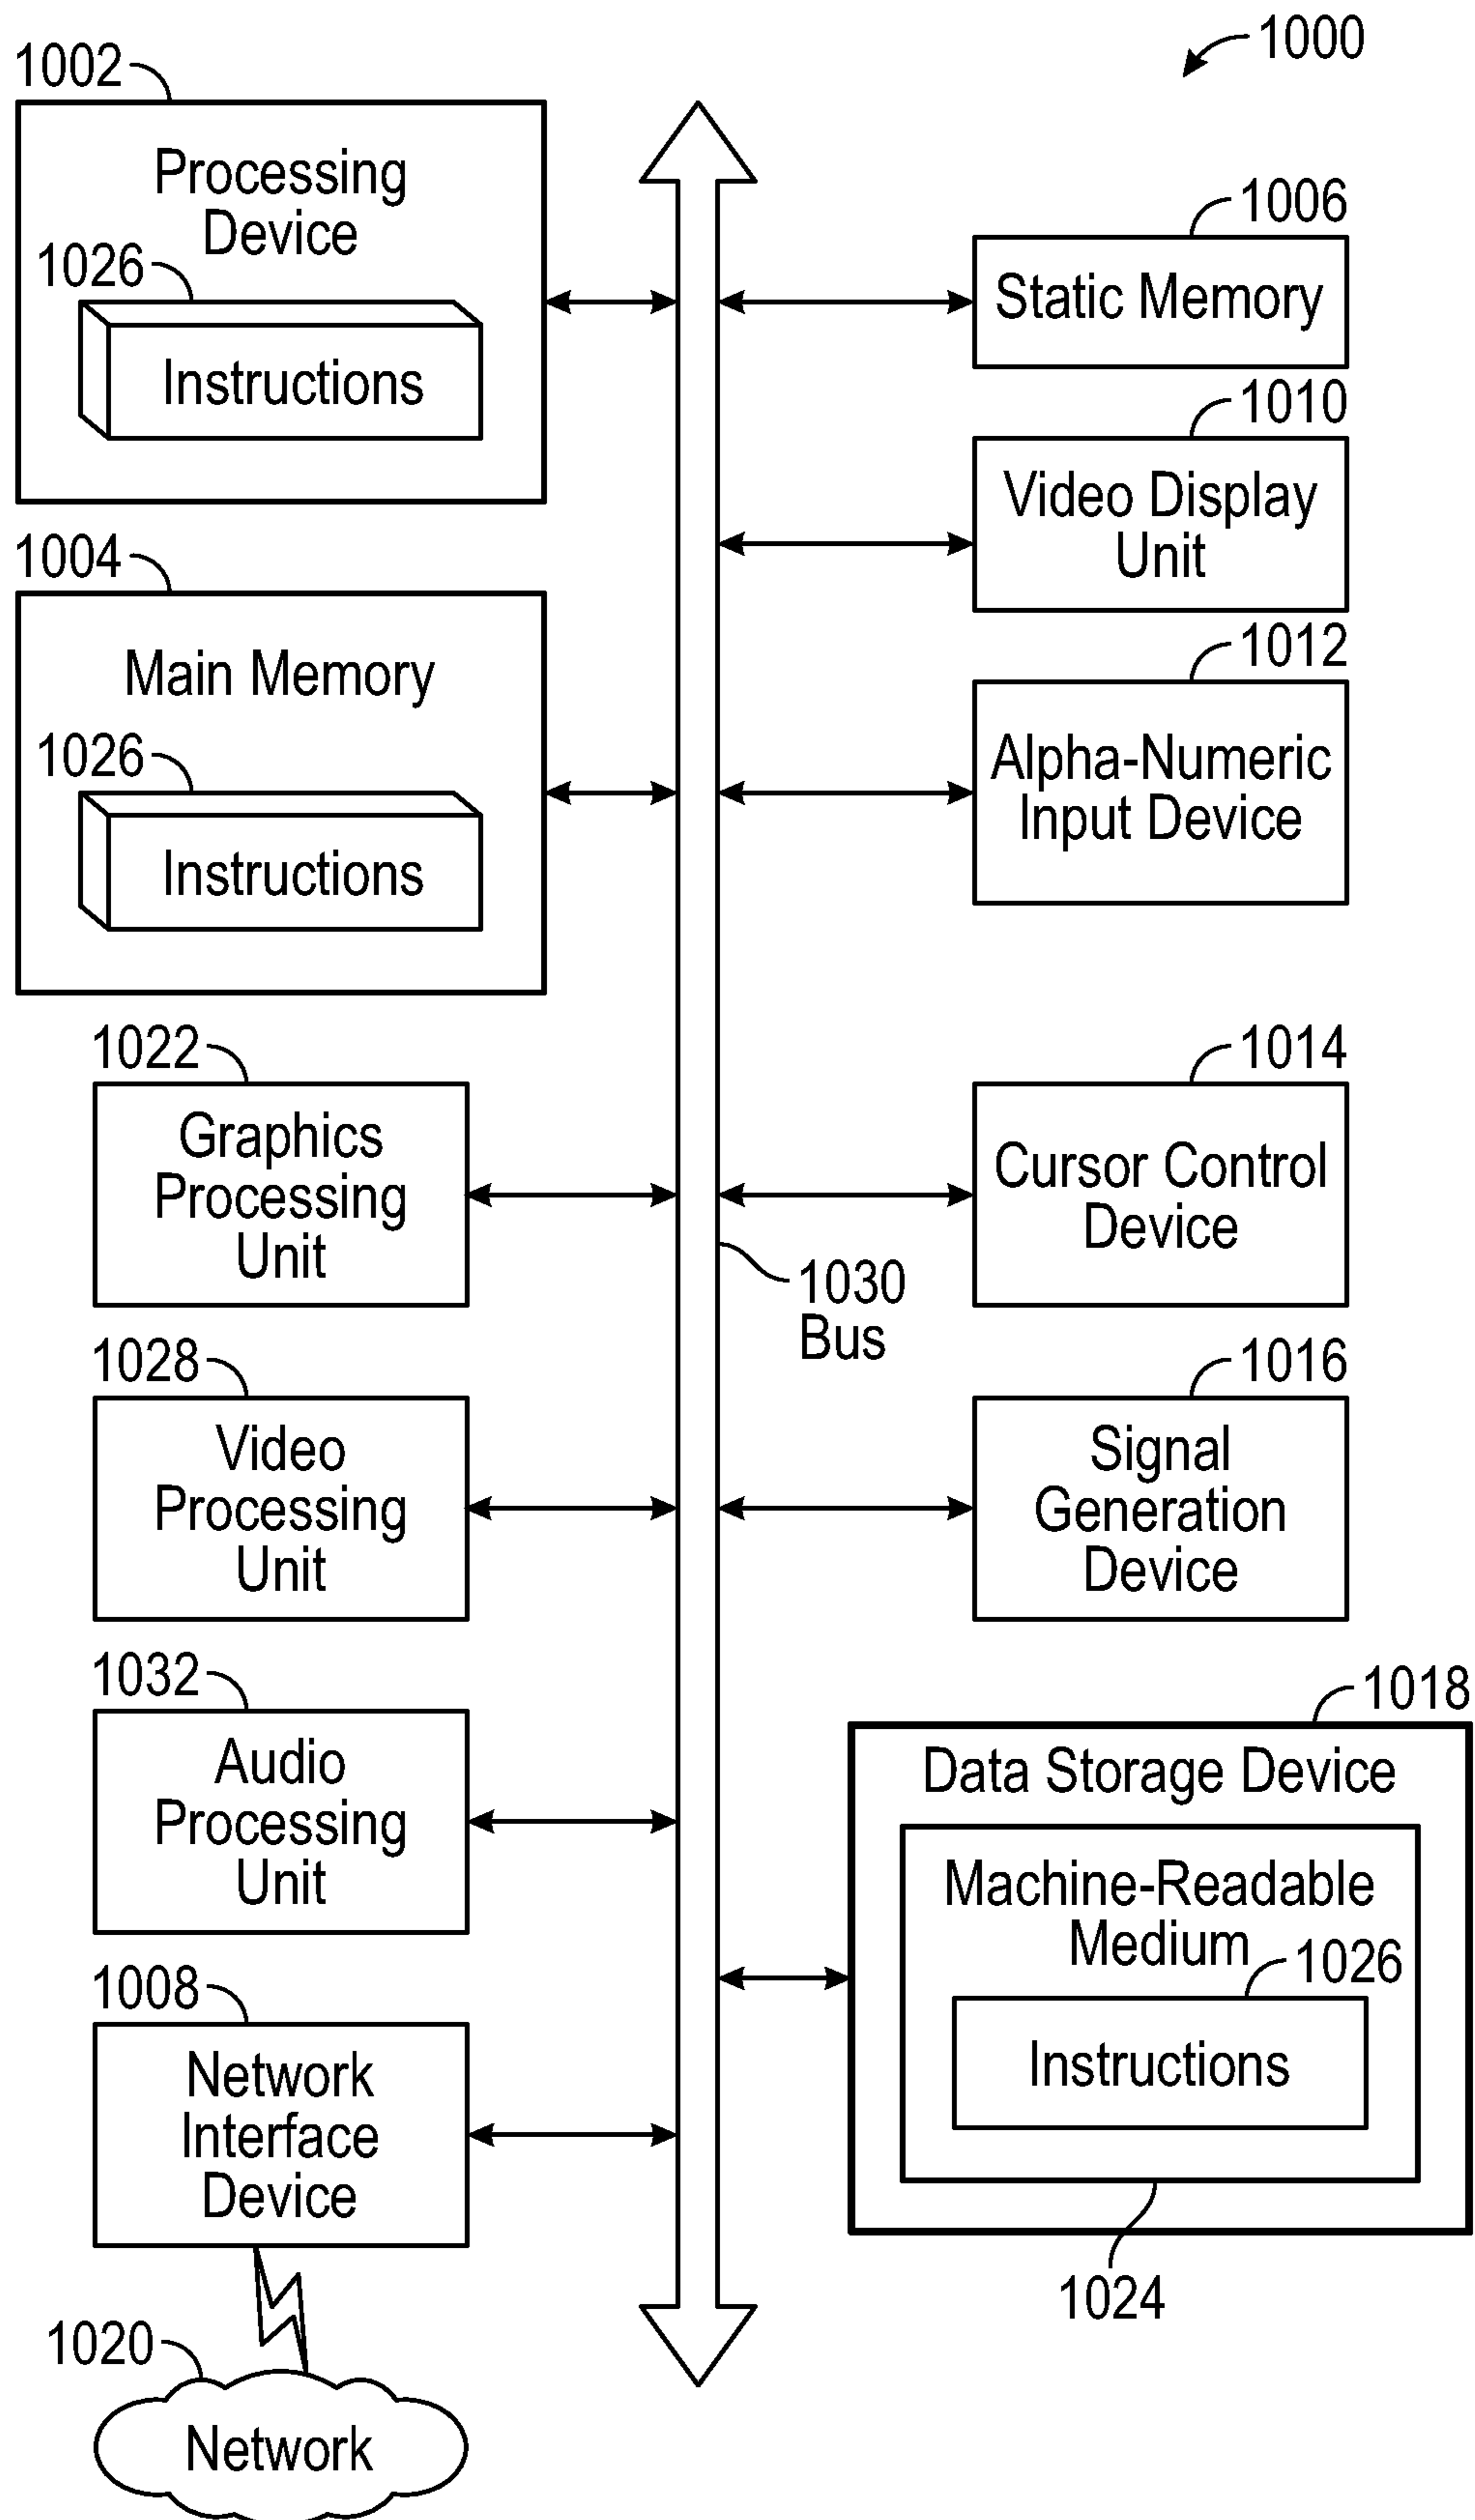 1000
1002
Processing
Device
1026
Instructions
1004
Main Memory
1026
Instructions
1022
Graphics
Processing
Unit
1028
Video
Processing
Unit
1032
Audio
Processing
Unit
1008
Network
Interface
Device
1020
Network
1030
Bus
1006
Static Memory
1010
Video Display
Unit
1012
Alpha-Numeric
Input Device
1014
Cursor Control
Device
1016
Signal
Generation
Device
1018
Data Storage Device
Machine-Readable
Medium
1026
Instructions
1024